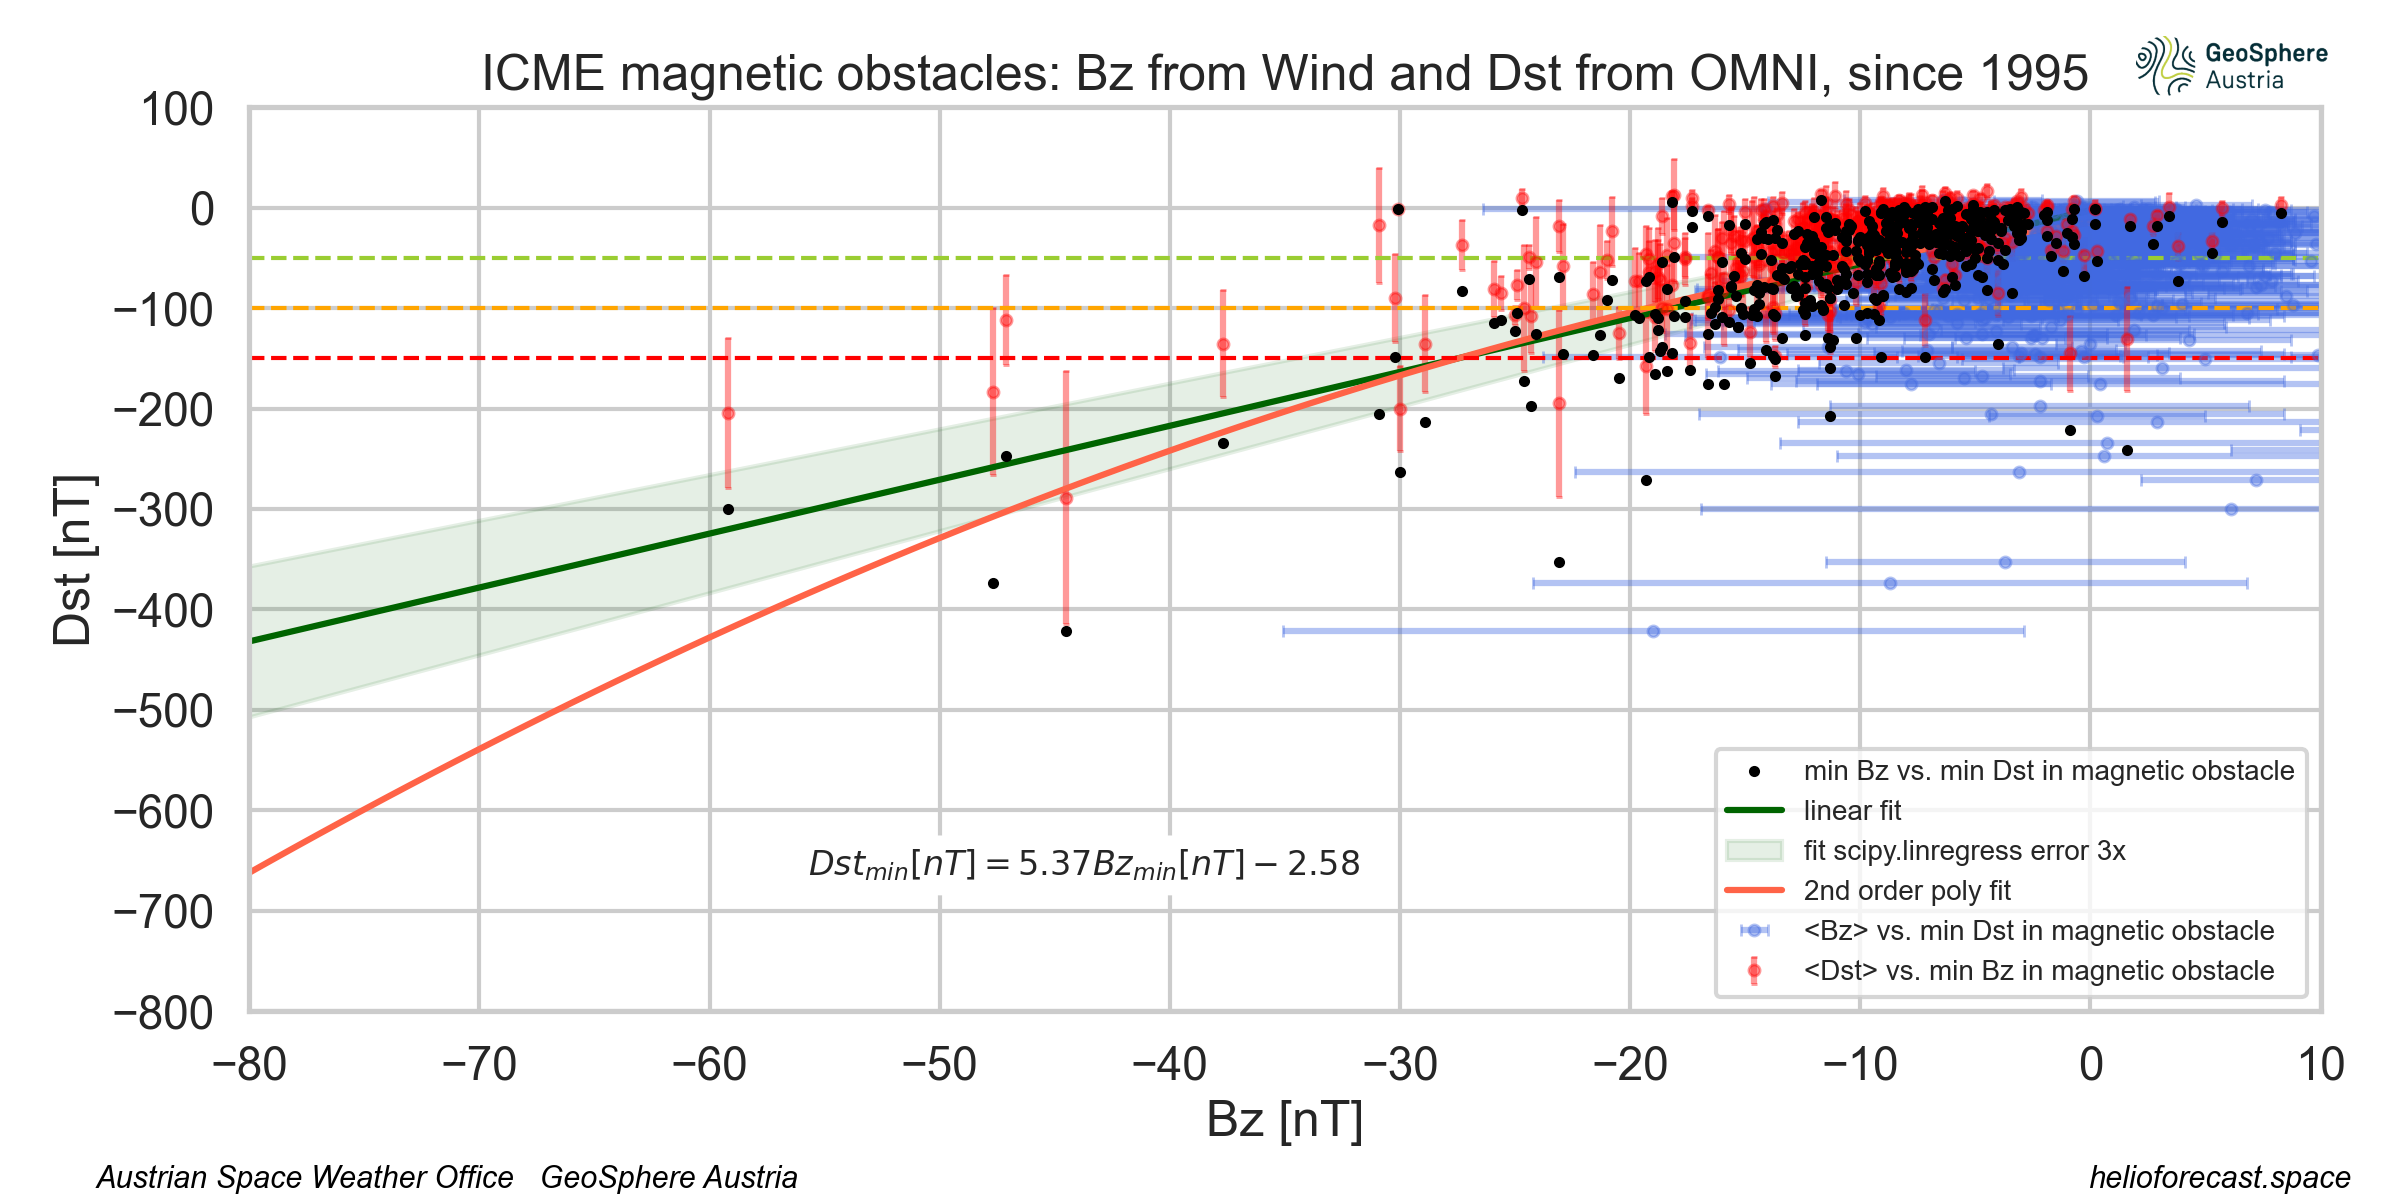 ICME magnetic obstacles: Bz from Wind and Dst from OMNI, since 1995
GeoSphere
Austria
100
0
−100
−200
−300
−400
−500
−600
−700
−800
Dst [nT]
Dst_min[nT] = 5.37Bz_min[nT] − 2.58
min Bz vs. min Dst in magnetic obstacle
linear fit
fit scipy.linregress error 3x
2nd order poly fit
<Bz> vs. min Dst in magnetic obstacle
<Dst> vs. min Bz in magnetic obstacle
−80 −70 −60 −50 −40 −30 −20 −10 0 10
Bz [nT]
Austrian Space Weather Office GeoSphere Austria
helioforecast.space